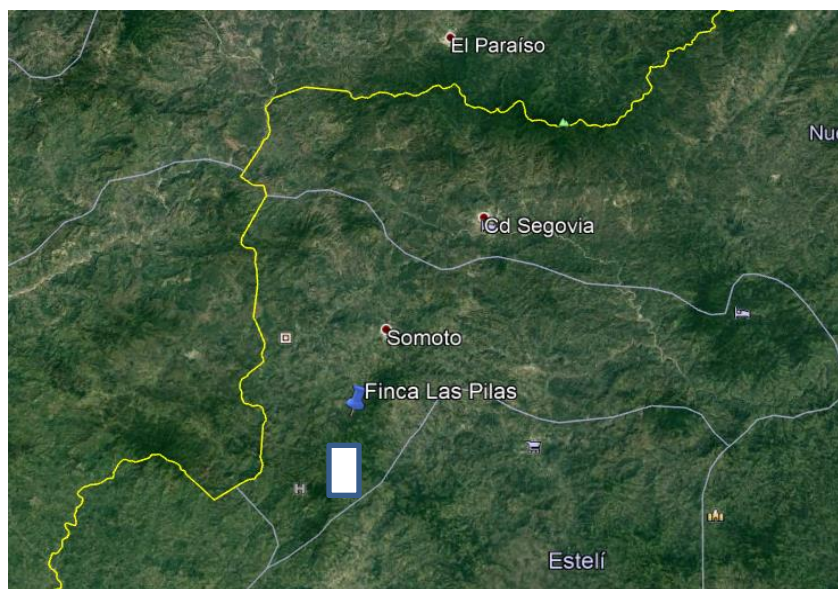 El Paraíso
Nue
Cd Segovia
Somoto
Finca Las Pilas
Estelí